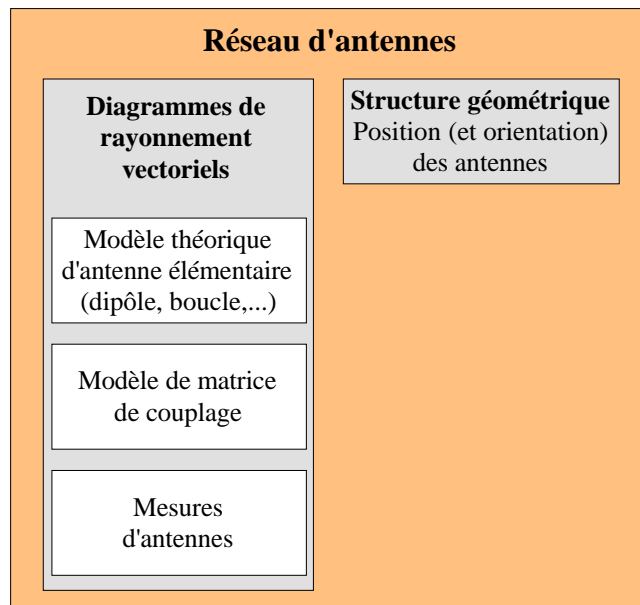 Réseau d'antennes
Diagrammes de
rayonnement
vectoriels
Modèle théorique
d'antenne élémentaire
(dipôle, boucle,...)
Modèle de matrice
de couplage
Mesures
d'antennes
Structure géométrique
Position (et orientation)
des antennes